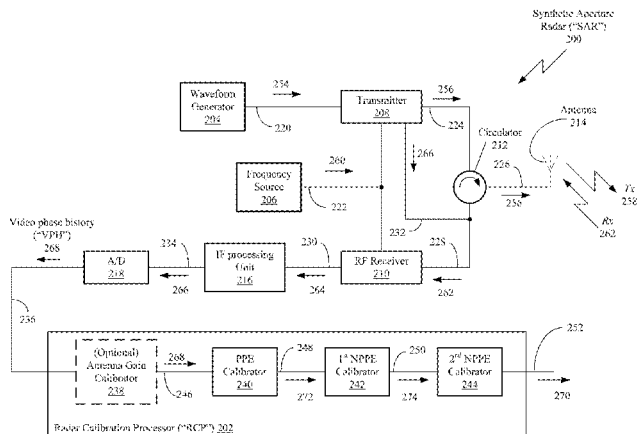 Synthetic Aperture
Radar ("SAR")
200
Waveform
Generator
204
254
220
Transmitter
208
256
224
Antenna
214
Circulator
212
226
256
Tx
258
Rx
262
Frequency
Source
206
260
222
266
232
228
262
RF Receiver
210
230
264
IF processing
Unit
216
234
266
A/D
218
Video phase history
("VPH")
268
236
(Optional)
Antenna Gain
Calibrator
238
268
246
PPE
Calibrator
240
248
272
1st NPPE
Calibrator
242
250
274
2nd NPPE
Calibrator
244
252
270
Radar Calibration Processor ("RCP") 202